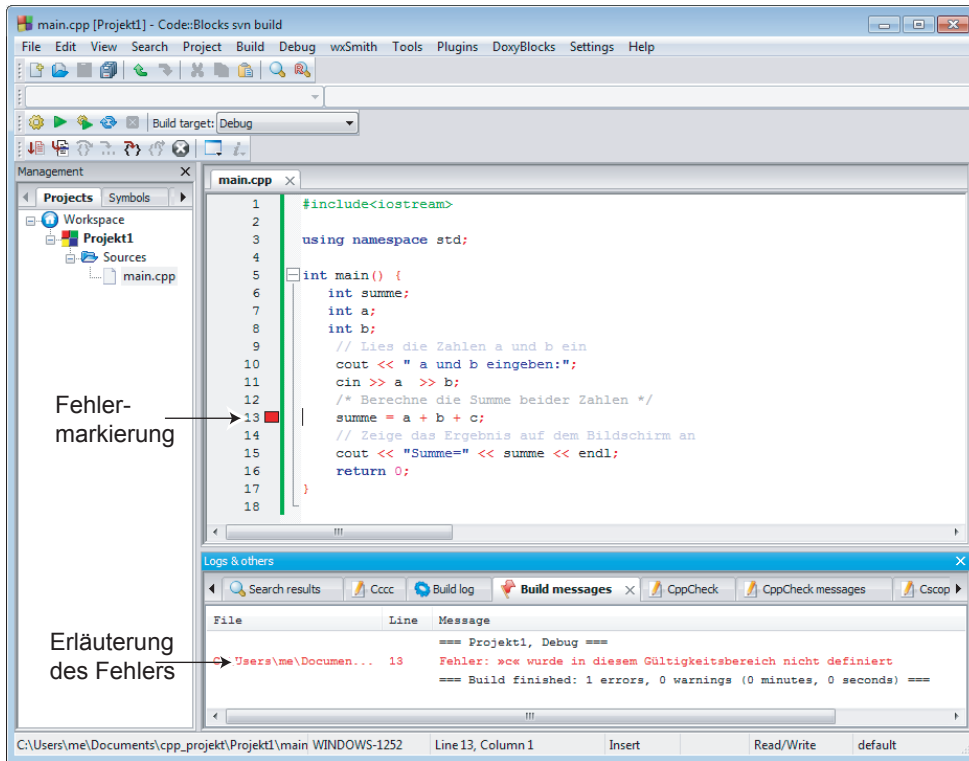 main.cpp [Projekt1] - Code::Blocks svn build
File Edit View Search Project Build Debug wxSmith Tools Plugins DoxyBlocks Settings Help
Build target: Debug
Management
Projects Symbols
Workspace
Projekt1
Sources
main.cpp
main.cpp
1 #include<iostream>
2
3 using namespace std;
4
5 int main() {
6 int summe;
7 int a;
8 int b;
9 // Lies die Zahlen a und b ein
10 cout << " a und b eingeben:";
11 cin >> a >> b;
12 /* Berechne die Summe beider Zahlen */
13 summe = a + b + c;
14 // Zeige das Ergebnis auf dem Bildschirm an
15 cout << "Summe=" << summe << endl;
16 return 0;
17 }
18
Fehler-
markierung
Logs & others
Search results Cccc Build log Build messages CppCheck CppCheck messages Cscop
File Line Message
=== Projekt1, Debug ===
C:\Users\me\Documen... 13 Fehler: »c« wurde in diesem Gültigkeitsbereich nicht definiert
=== Build finished: 1 errors, 0 warnings (0 minutes, 0 seconds) ===
Erläuterung
des Fehlers
C:\Users\me\Documents\cpp_projekt\Projekt1\main WINDOWS-1252 Line 13, Column 1 Insert Read/Write default